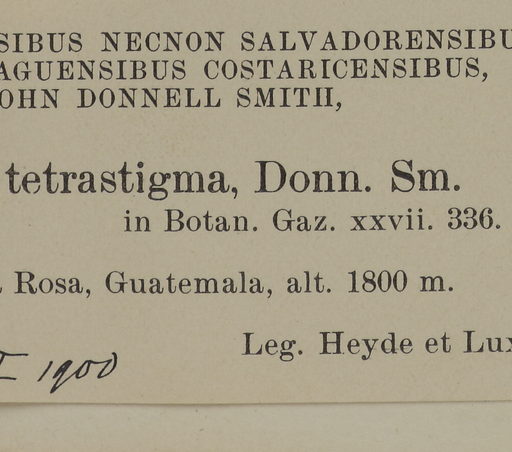 SIBUS NECNON SALVADORENSIBU
AGUENSIBUS COSTARICENSIBUS,
OHN DONNELL SMITH,
tetrastigma, Donn. Sm.
in Botan. Gaz. xxvii. 336.
Rosa, Guatemala, alt. 1800 m.
Leg. Heyde et Lux
1900